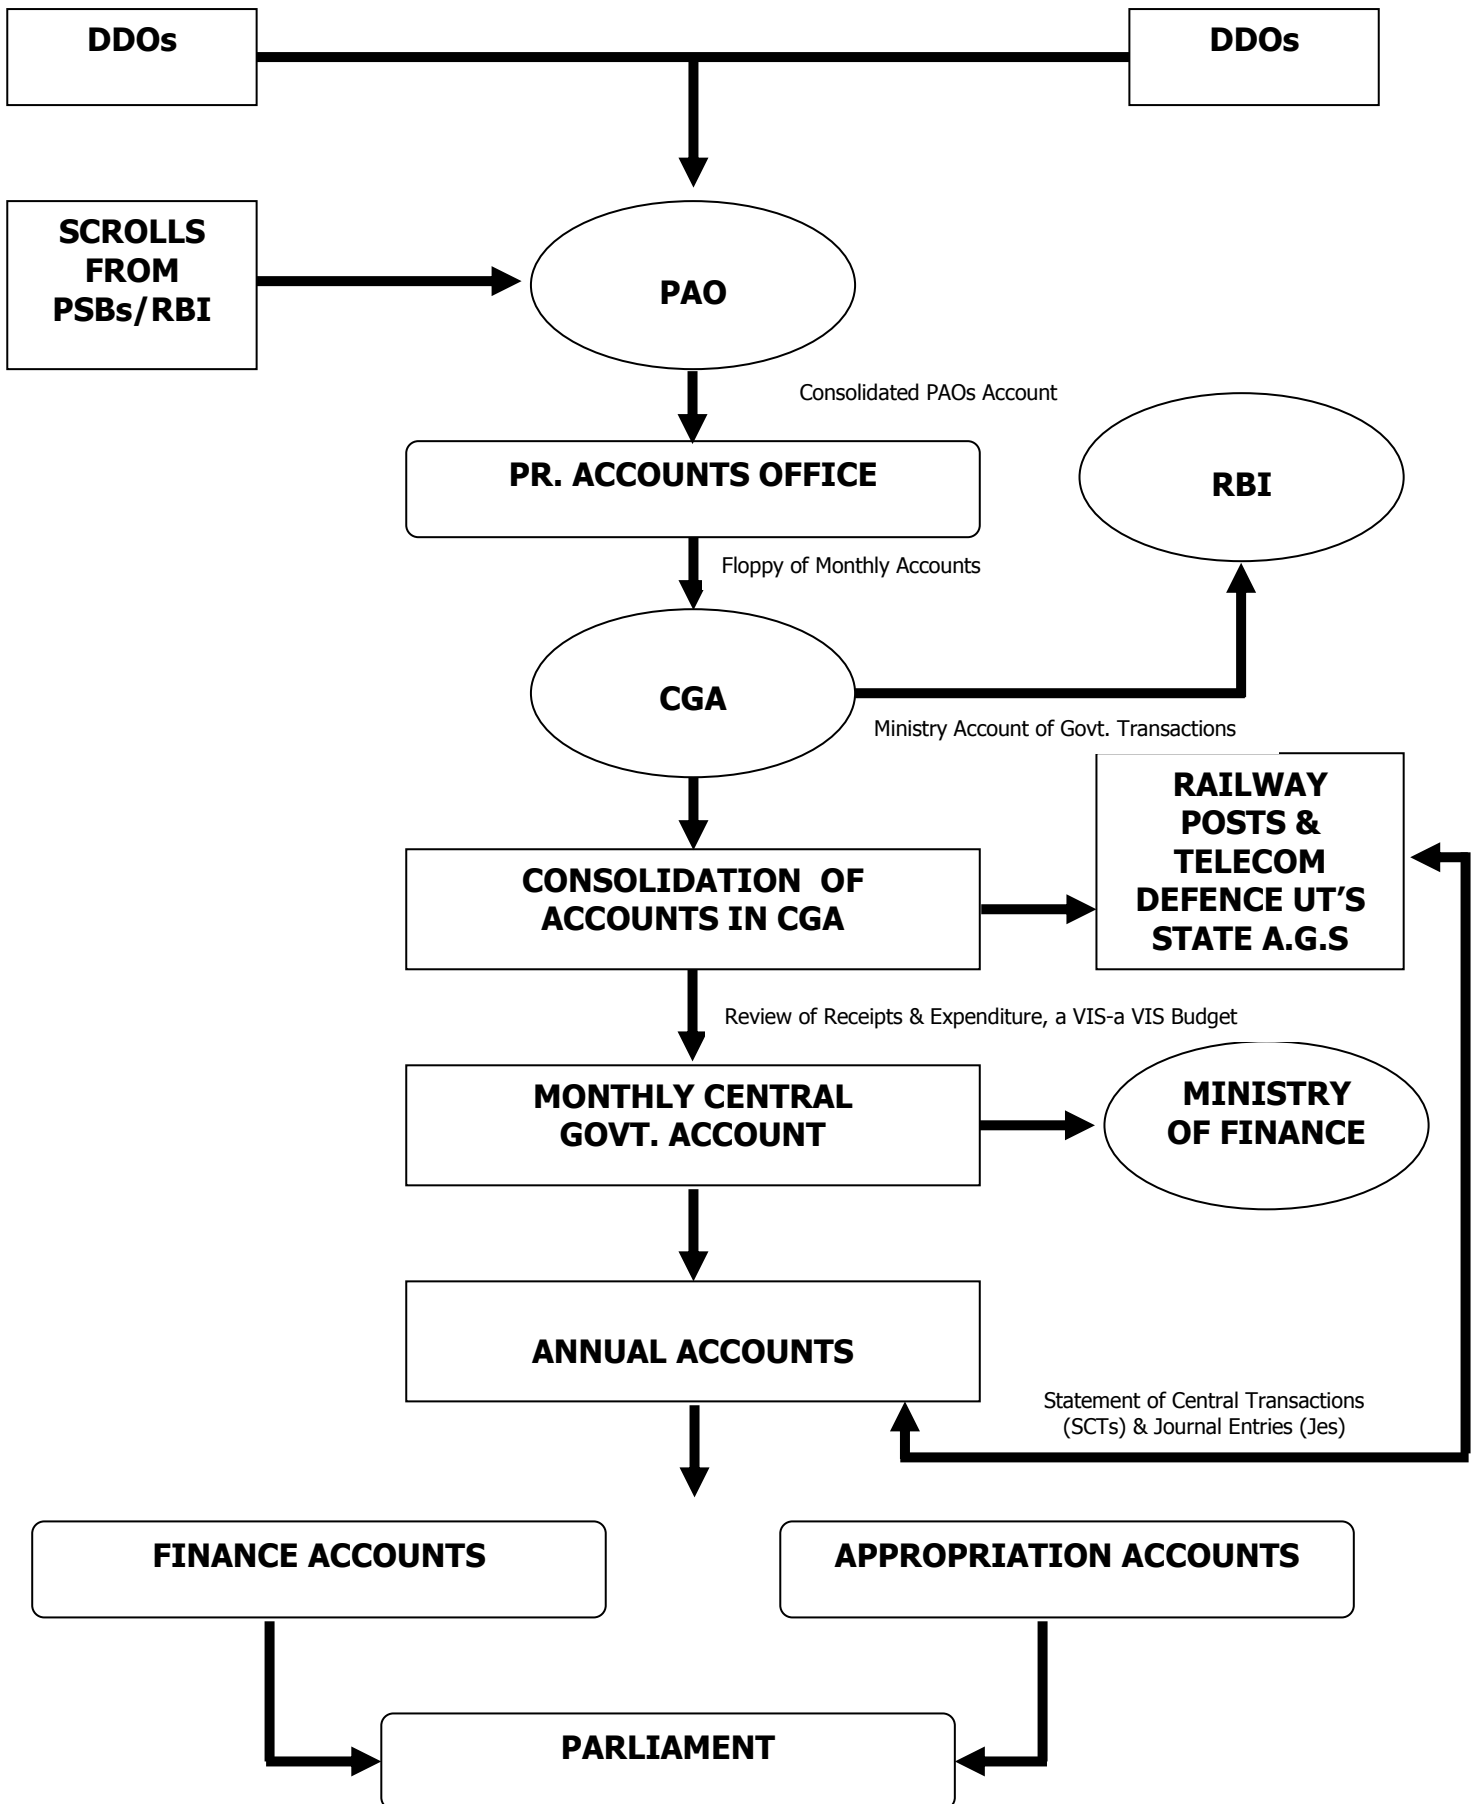 DDOs
DDOs
SCROLLS
FROM
PSBs/RBI
PAO
Consolidated PAOs Account
PR. ACCOUNTS OFFICE
RBI
Floppy of Monthly Accounts
CGA
Ministry Account of Govt. Transactions
RAILWAY
POSTS &
TELECOM
DEFENCE UT’S
STATE A.G.S
CONSOLIDATION OF
ACCOUNTS IN CGA
Review of Receipts & Expenditure, a VIS-a VIS Budget
MONTHLY CENTRAL
GOVT. ACCOUNT
MINISTRY
OF FINANCE
ANNUAL ACCOUNTS
Statement of Central Transactions
(SCTs) & Journal Entries (Jes)
FINANCE ACCOUNTS
APPROPRIATION ACCOUNTS
PARLIAMENT